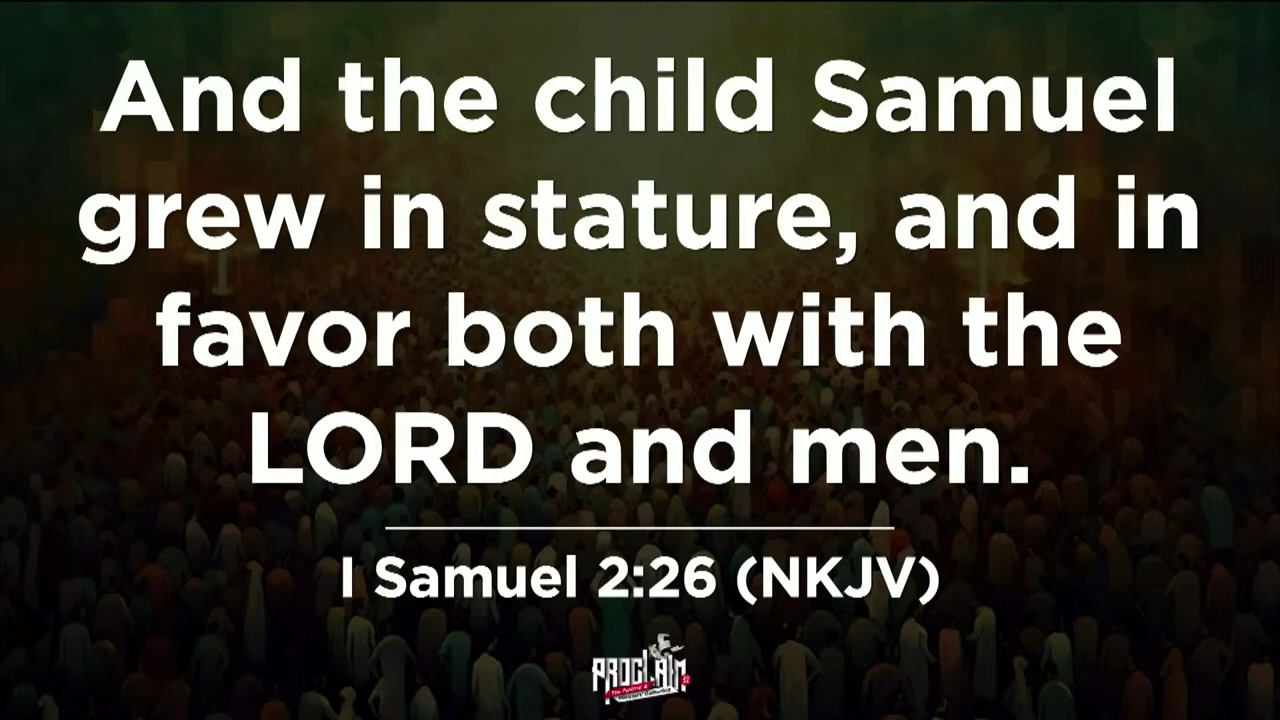 And the child Samuel
grew in stature, and in
favor both with the
LORD and men.
I Samuel 2:26 (NKJV)
PROCLAIM